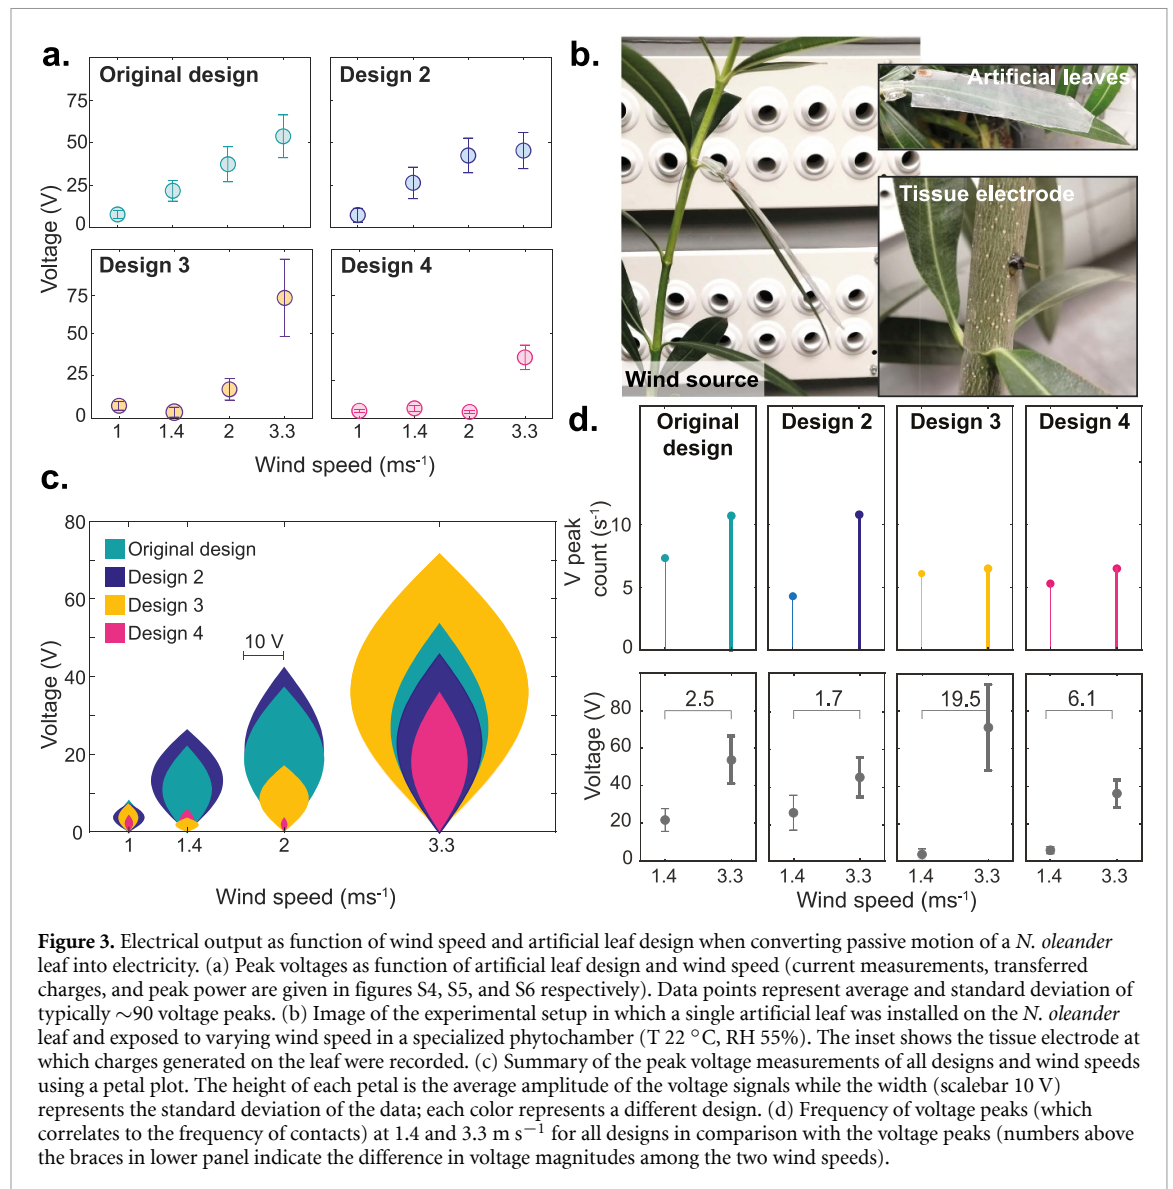 a.
Original design
Design 2
75
50
25
0
Voltage (V)
Design 3
Design 4
75
50
25
0
1 1.4 2 3.3
1 1.4 2 3.3
Wind speed (ms⁻¹)
b.
Artificial leaves
Tissue electrode
Wind source
c.
80
60
40
20
0
Voltage (V)
Original design
Design 2
Design 3
Design 4
10 V
1 1.4 2 3.3
Wind speed (ms⁻¹)
d.
Original
design
Design 2
Design 3
Design 4
V peak
count (s⁻¹)
10
5
0
2.5
1.7
19.5
6.1
Voltage (V)
80
60
40
20
0
1.4 3.3
1.4 3.3
1.4 3.3
1.4 3.3
Wind speed (ms⁻¹)
Figure 3. Electrical output as function of wind speed and artificial leaf design when converting passive motion of a N. oleander
leaf into electricity. (a) Peak voltages as function of artificial leaf design and wind speed (current measurements, transferred
charges, and peak power are given in figures S4, S5, and S6 respectively). Data points represent average and standard deviation of
typically ∼90 voltage peaks. (b) Image of the experimental setup in which a single artificial leaf was installed on the N. oleander
leaf and exposed to varying wind speed in a specialized phytochamber (T 22 °C, RH 55%). The inset shows the tissue electrode at
which charges generated on the leaf were recorded. (c) Summary of the peak voltage measurements of all designs and wind speeds
using a petal plot. The height of each petal is the average amplitude of the voltage signals while the width (scalebar 10 V)
represents the standard deviation of the data; each color represents a different design. (d) Frequency of voltage peaks (which
correlates to the frequency of contacts) at 1.4 and 3.3 m s⁻¹ for all designs in comparison with the voltage peaks (numbers above
the braces in lower panel indicate the difference in voltage magnitudes among the two wind speeds).